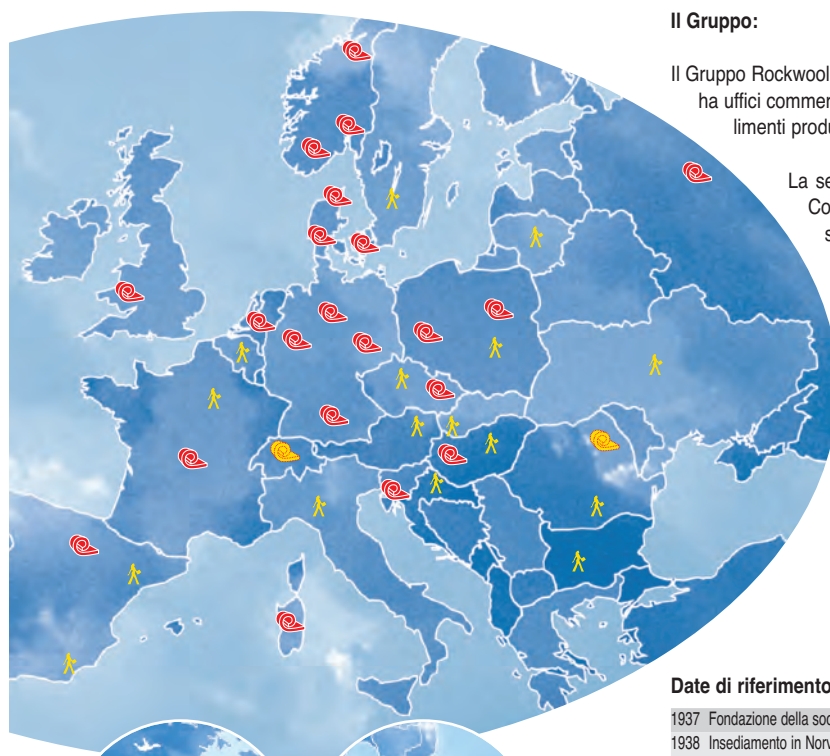 Il Gruppo:
Il Gruppo Rockwool
ha uffici commer
limenti prod
La se
Co
s
Date di riferimento
1937 Fondazione della soc
1938 Insediamento in Norv